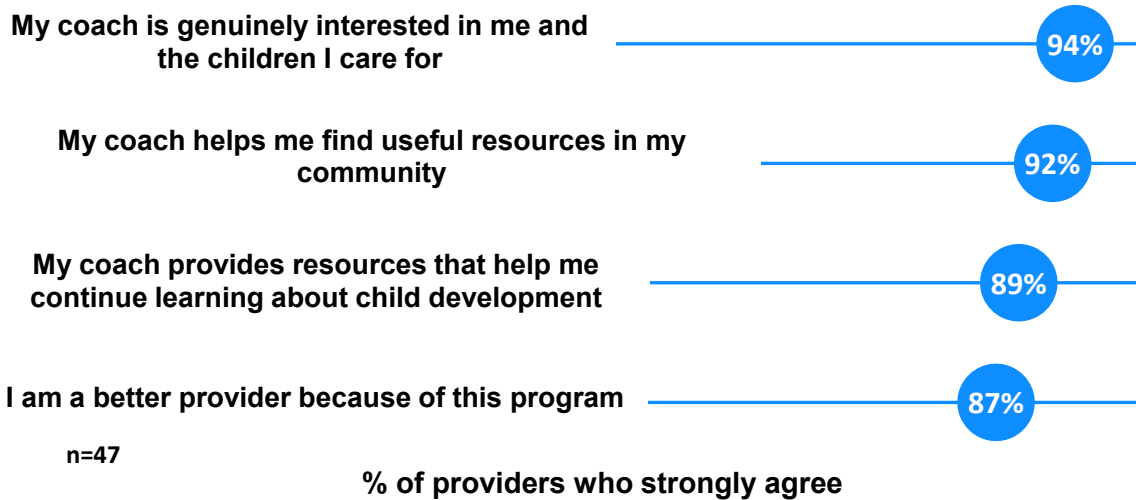 My coach is genuinely interested in me and
the children I care for
94%
My coach helps me find useful resources in my
community
92%
My coach provides resources that help me
continue learning about child development
89%
I am a better provider because of this program
87%
n=47
% of providers who strongly agree